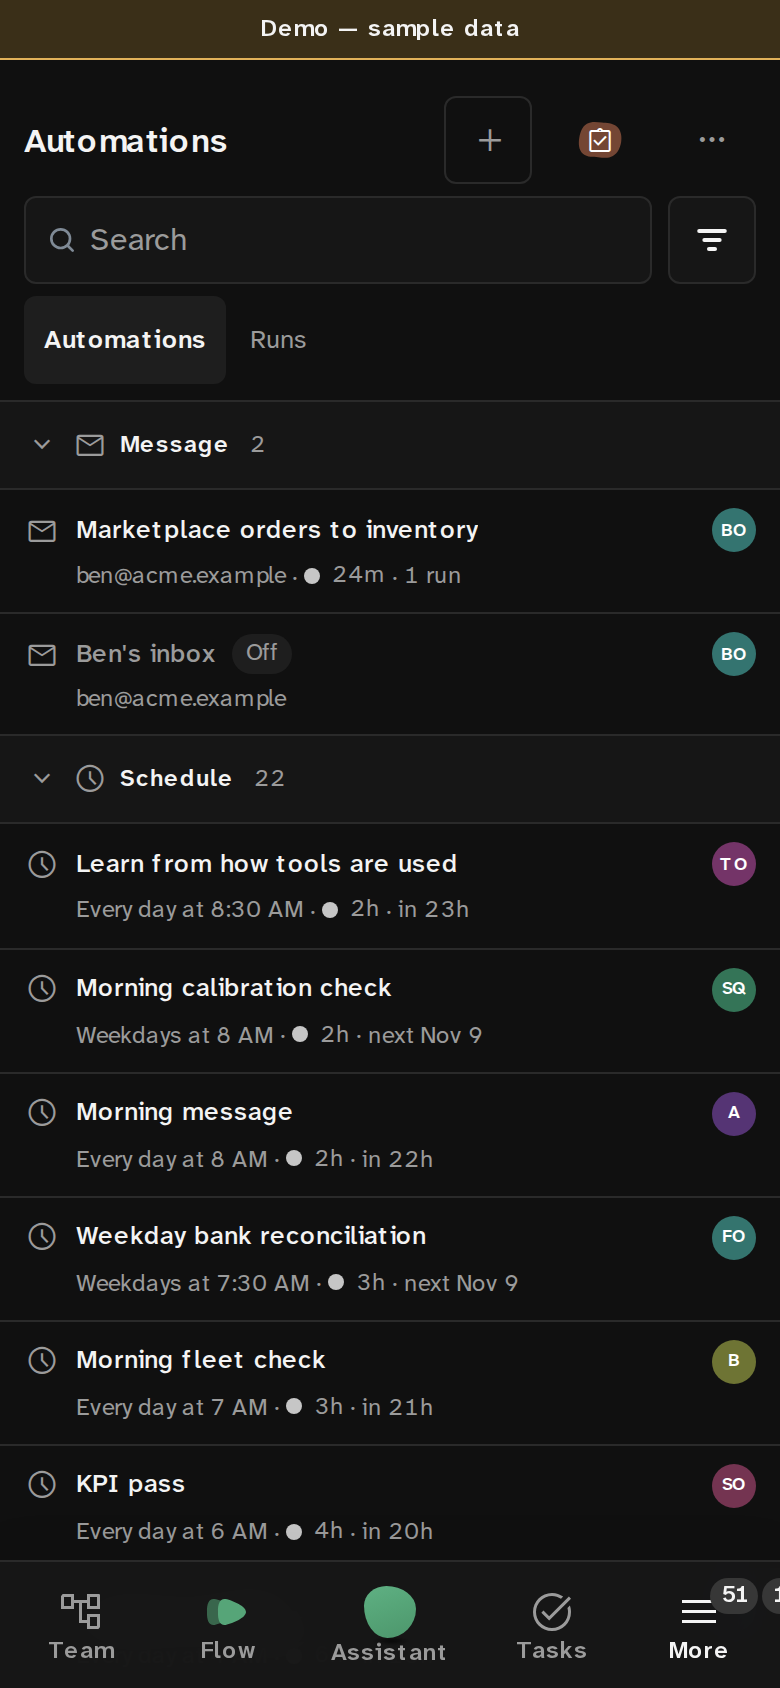 Demo — sample data
Automations
Search
Automations Runs
Message 2
Marketplace orders to inventory BO
ben@acme.example · 24m · 1 run
Ben's inbox Off BO
ben@acme.example
Schedule 22
Learn from how tools are used TO
Every day at 8:30 AM · 2h · in 23h
Morning calibration check SQ
Weekdays at 8 AM · 2h · next Nov 9
Morning message A
Every day at 8 AM · 2h · in 22h
Weekday bank reconciliation FO
Weekdays at 7:30 AM · 3h · next Nov 9
Morning fleet check B
Every day at 7 AM · 3h · in 21h
KPI pass SO
Every day at 6 AM · 4h · in 20h
51
Team Flow Assistant Tasks More